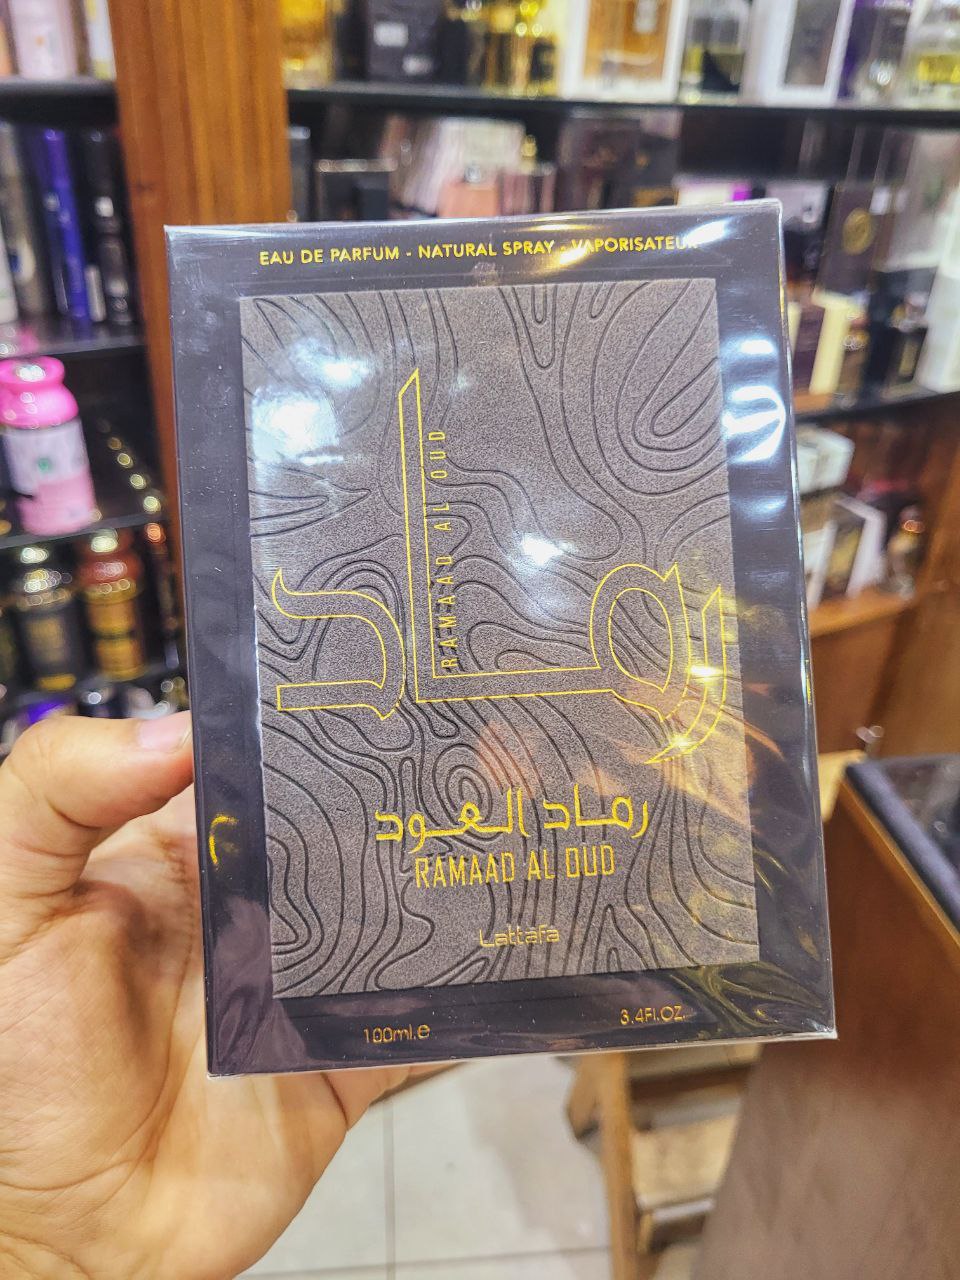 EAU DE PARFUM - NATURAL SPRAY - VAPORISATEUR
رماد
RAMAAD AL OUD
رماد العود
RAMAAD AL OUD
Lattafa
100ml.e
3.4Fl.OZ.